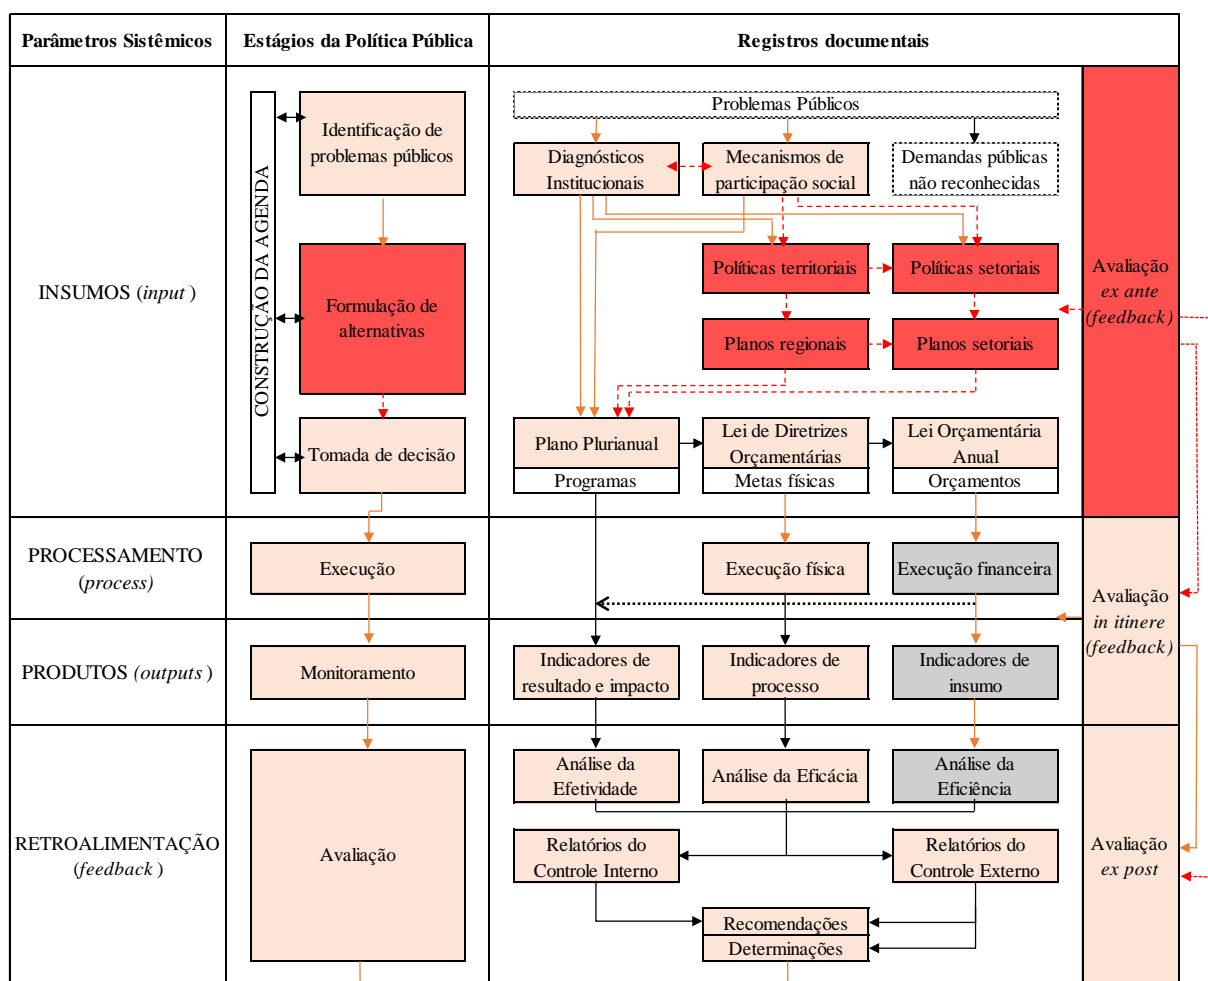 Parâmetros Sistêmicos
Estágios da Política Pública
Registros documentais
INSUMOS (input )
CONSTRUÇÃO DA AGENDA
Identificação de
problemas públicos
Formulação de
alternativas
Tomada de decisão
Problemas Públicos
Diagnósticos
Institucionais
Mecanismos de
participação social
Demandas públicas
não reconhecidas
Políticas territoriais
Políticas setoriais
Planos regionais
Planos setoriais
Plano Plurianual
Programas
Lei de Diretrizes
Orçamentárias
Metas físicas
Lei Orçamentária
Anual
Orçamentos
Avaliação
ex ante
(feedback)
PROCESSAMENTO
(process)
Execução
Execução física
Execução financeira
Avaliação
in itinere
(feedback)
PRODUTOS (outputs )
Monitoramento
Indicadores de
resultado e impacto
Indicadores de
processo
Indicadores de
insumo
RETROALIMENTAÇÃO
(feedback )
Avaliação
Análise da
Efetividade
Análise da Eficácia
Análise da
Eficiência
Relatórios do
Controle Interno
Relatórios do
Controle Externo
Recomendações
Determinações
Avaliação
ex post